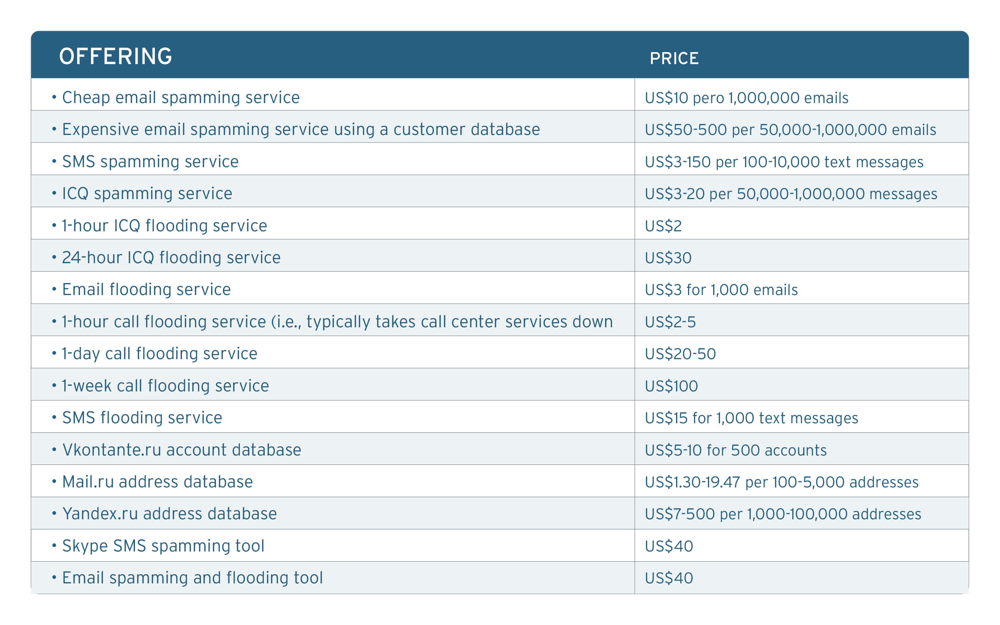 OFFERING PRICE
• Cheap email spamming service US$10 pero 1,000,000 emails
• Expensive email spamming service using a customer database US$50-500 per 50,000-1,000,000 emails
• SMS spamming service US$3-150 per 100-10,000 text messages
• ICQ spamming service US$3-20 per 50,000-1,000,000 messages
• 1-hour ICQ flooding service US$2
• 24-hour ICQ flooding service US$30
• Email flooding service US$3 for 1,000 emails
• 1-hour call flooding service (i.e., typically takes call center services down US$2-5
• 1-day call flooding service US$20-50
• 1-week call flooding service US$100
• SMS flooding service US$15 for 1,000 text messages
• Vkontante.ru account database US$5-10 for 500 accounts
• Mail.ru address database US$1.30-19.47 per 100-5,000 addresses
• Yandex.ru address database US$7-500 per 1,000-100,000 addresses
• Skype SMS spamming tool US$40
• Email spamming and flooding tool US$40